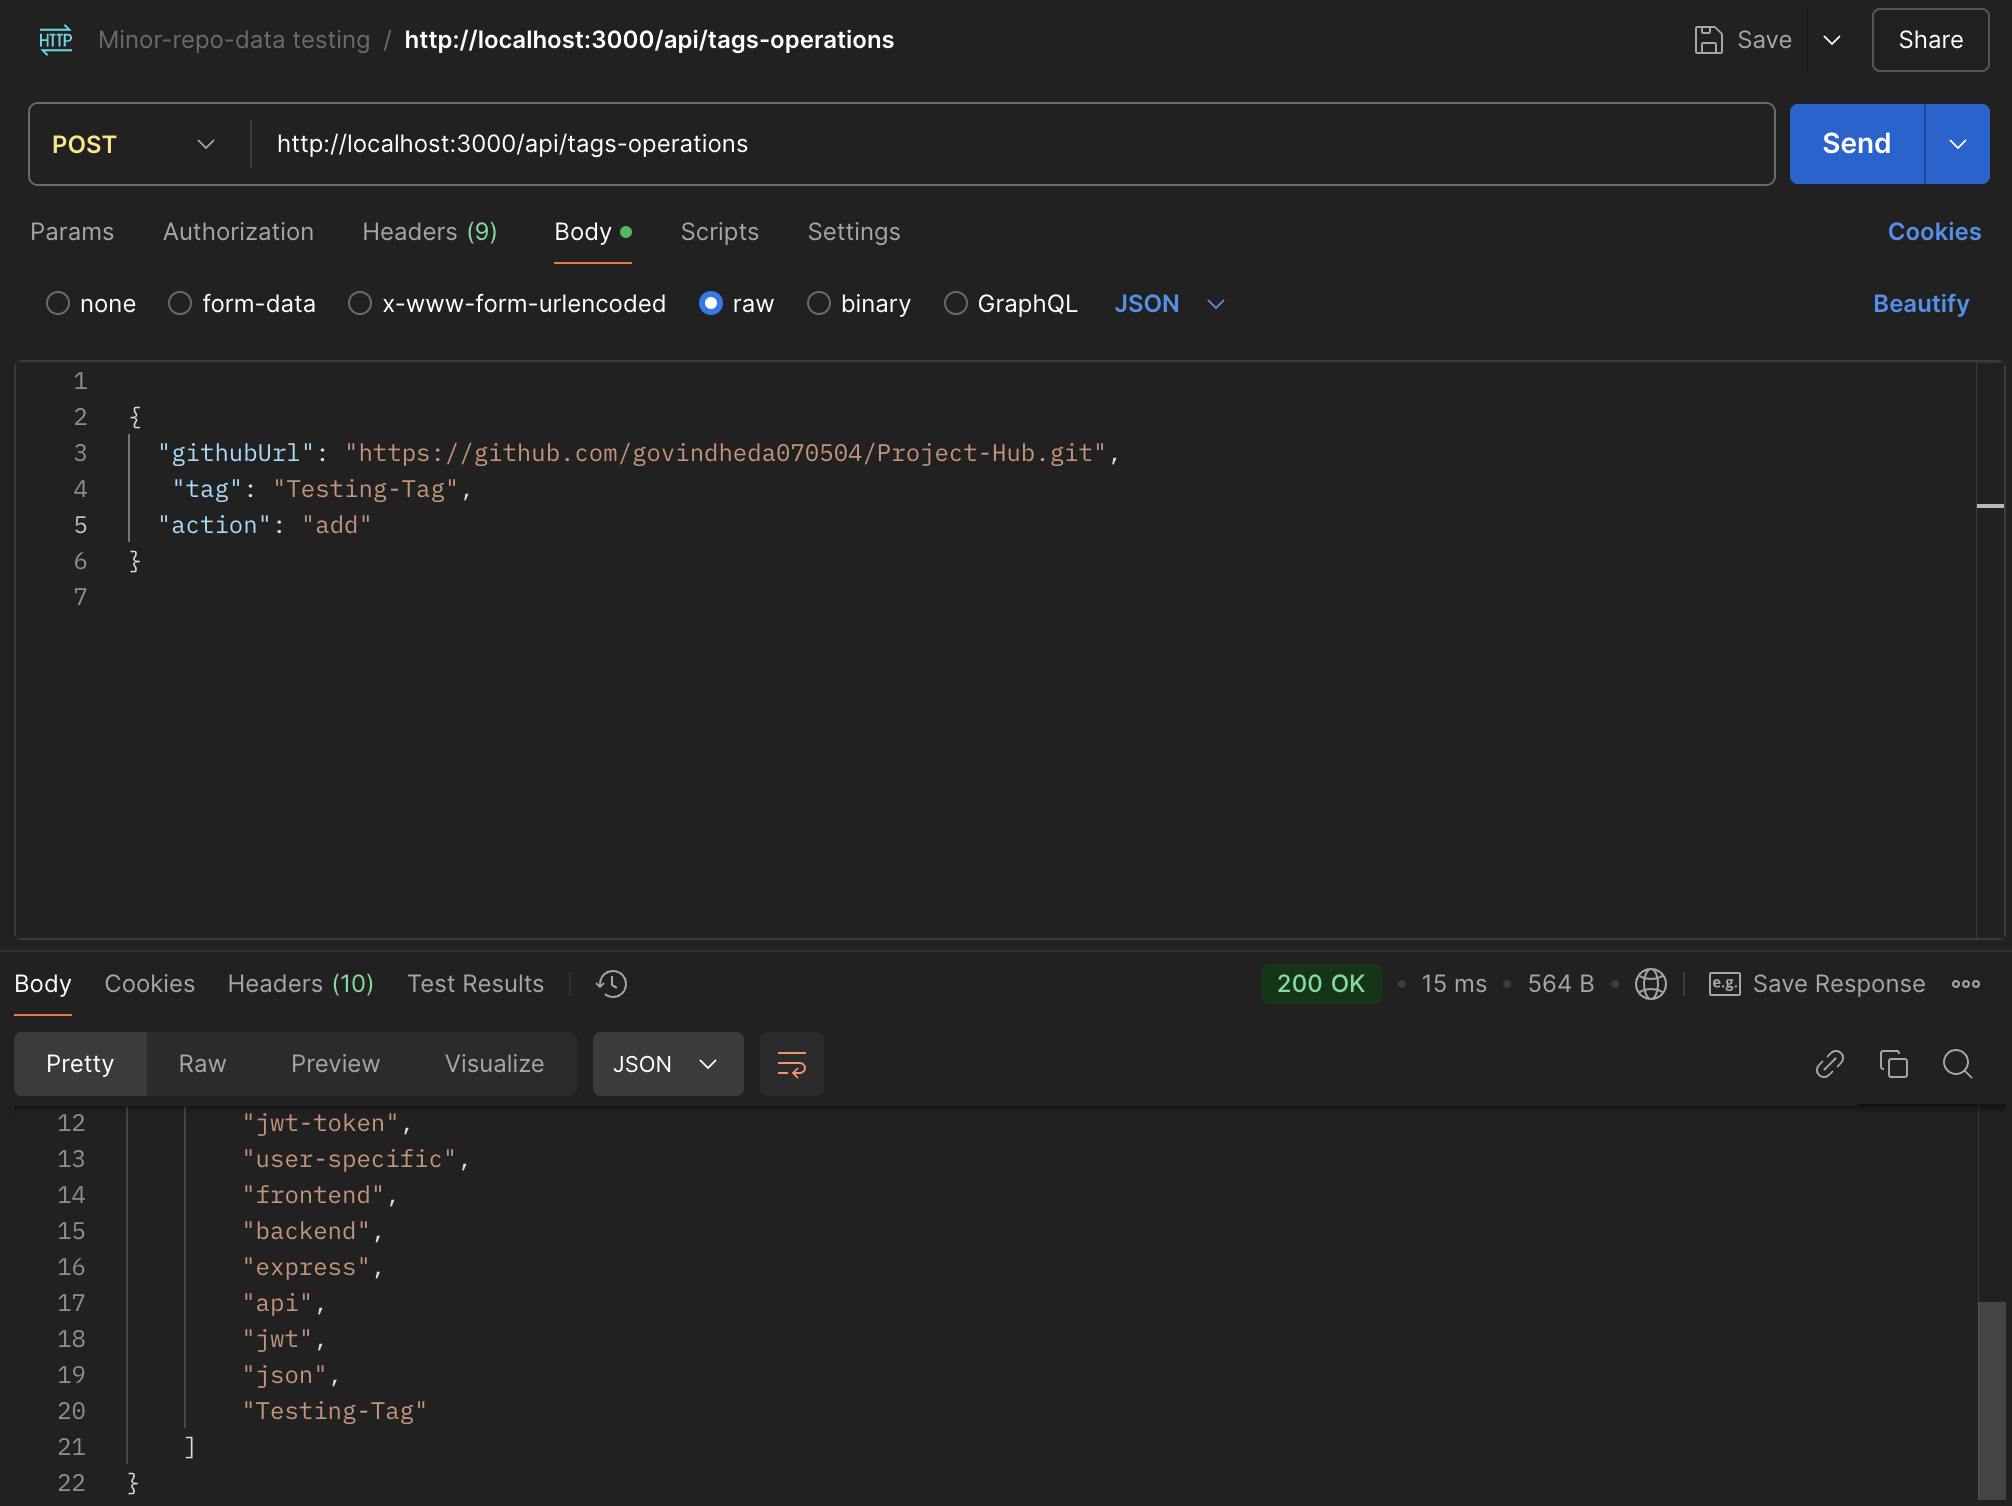 HTTP Minor-repo-data testing / http://localhost:3000/api/tags-operations Save Share
POST http://localhost:3000/api/tags-operations Send
Params Authorization Headers (9) Body Scripts Settings Cookies
none form-data x-www-form-urlencoded raw binary GraphQL JSON Beautify
1
2 {
3 "githubUrl": "https://github.com/govindheda070504/Project-Hub.git",
4 "tag": "Testing-Tag",
5 "action": "add"
6 }
7
Body Cookies Headers (10) Test Results 200 OK • 15 ms • 564 B • e.g. Save Response
Pretty Raw Preview Visualize JSON
12 "jwt-token",
13 "user-specific",
14 "frontend",
15 "backend",
16 "express",
17 "api",
18 "jwt",
19 "json",
20 "Testing-Tag"
21 ]
22 }